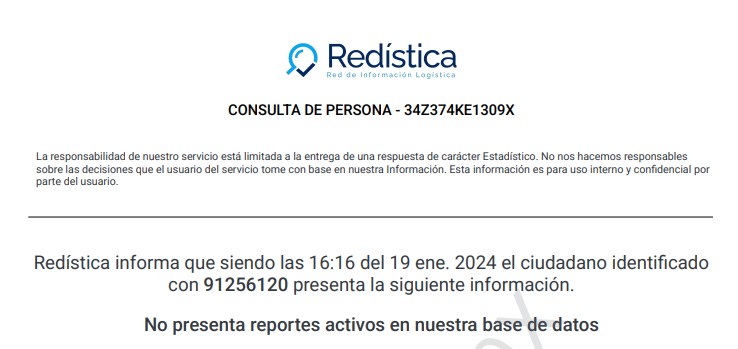 Redística
Red de Información Logística
CONSULTA DE PERSONA - 34Z374KE1309X
La responsabilidad de nuestro servicio está limitada a la entrega de una respuesta de carácter Estadístico. No nos hacemos responsables
sobre las decisiones que el usuario del servicio tome con base en nuestra Información. Esta información es para uso interno y confidencial por
parte del usuario.
Redística informa que siendo las 16:16 del 19 ene. 2024 el ciudadano identificado
con 91256120 presenta la siguiente información.
No presenta reportes activos en nuestra base de datos